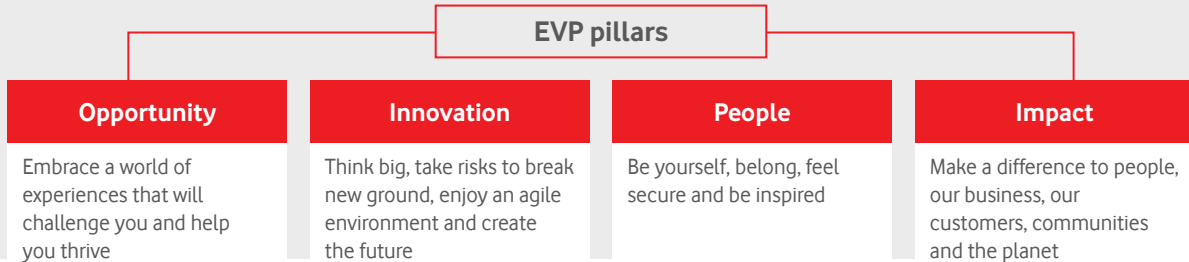 EVP pillars
Opportunity
Embrace a world of
experiences that will
challenge you and help
you thrive
Innovation
Think big, take risks to break
new ground, enjoy an agile
environment and create
the future
People
Be yourself, belong, feel
secure and be inspired
Impact
Make a difference to people,
our business, our
customers, communities
and the planet